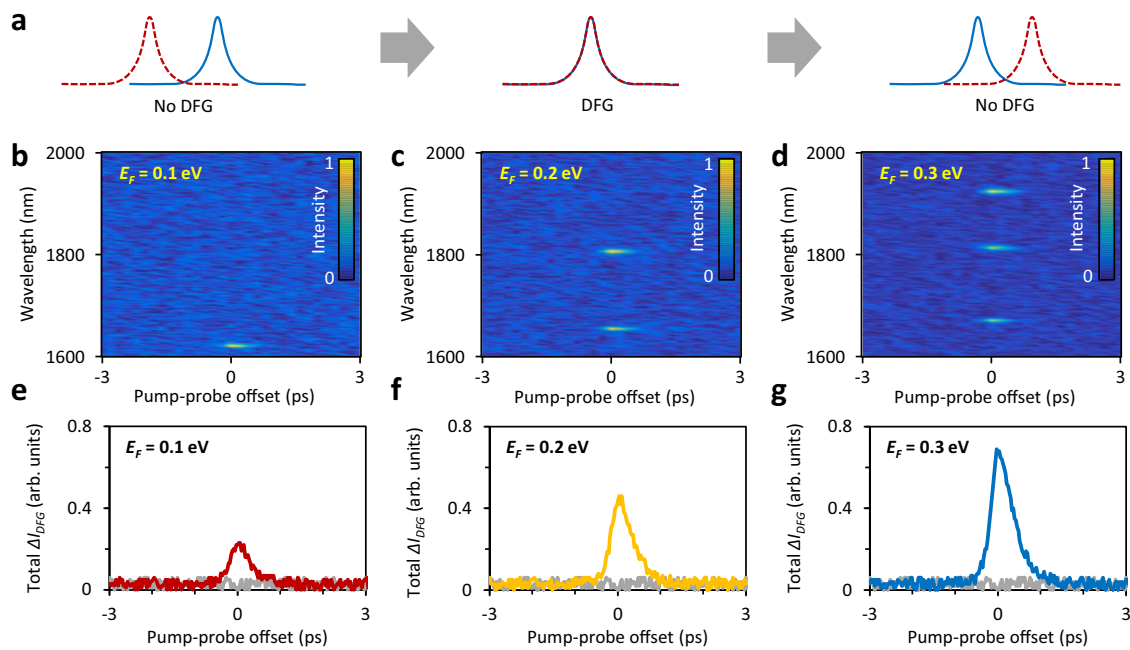 a
No DFG
DFG
No DFG
b
c
d
2000
1800
1600
Wavelength (nm)
E_F = 0.1 eV
1
Intensity
0
-3
0
3
Pump-probe offset (ps)
2000
1800
1600
Wavelength (nm)
E_F = 0.2 eV
1
Intensity
0
-3
0
3
Pump-probe offset (ps)
2000
1800
1600
Wavelength (nm)
E_F = 0.3 eV
1
Intensity
0
-3
0
3
Pump-probe offset (ps)
e
f
g
0.8
0.4
0
Total ΔI_DFG (arb. units)
E_F = 0.1 eV
-3
0
3
Pump-probe offset (ps)
0.8
0.4
0
Total ΔI_DFG (arb. units)
E_F = 0.2 eV
-3
0
3
Pump-probe offset (ps)
0.8
0.4
0
Total ΔI_DFG (arb. units)
E_F = 0.3 eV
-3
0
3
Pump-probe offset (ps)